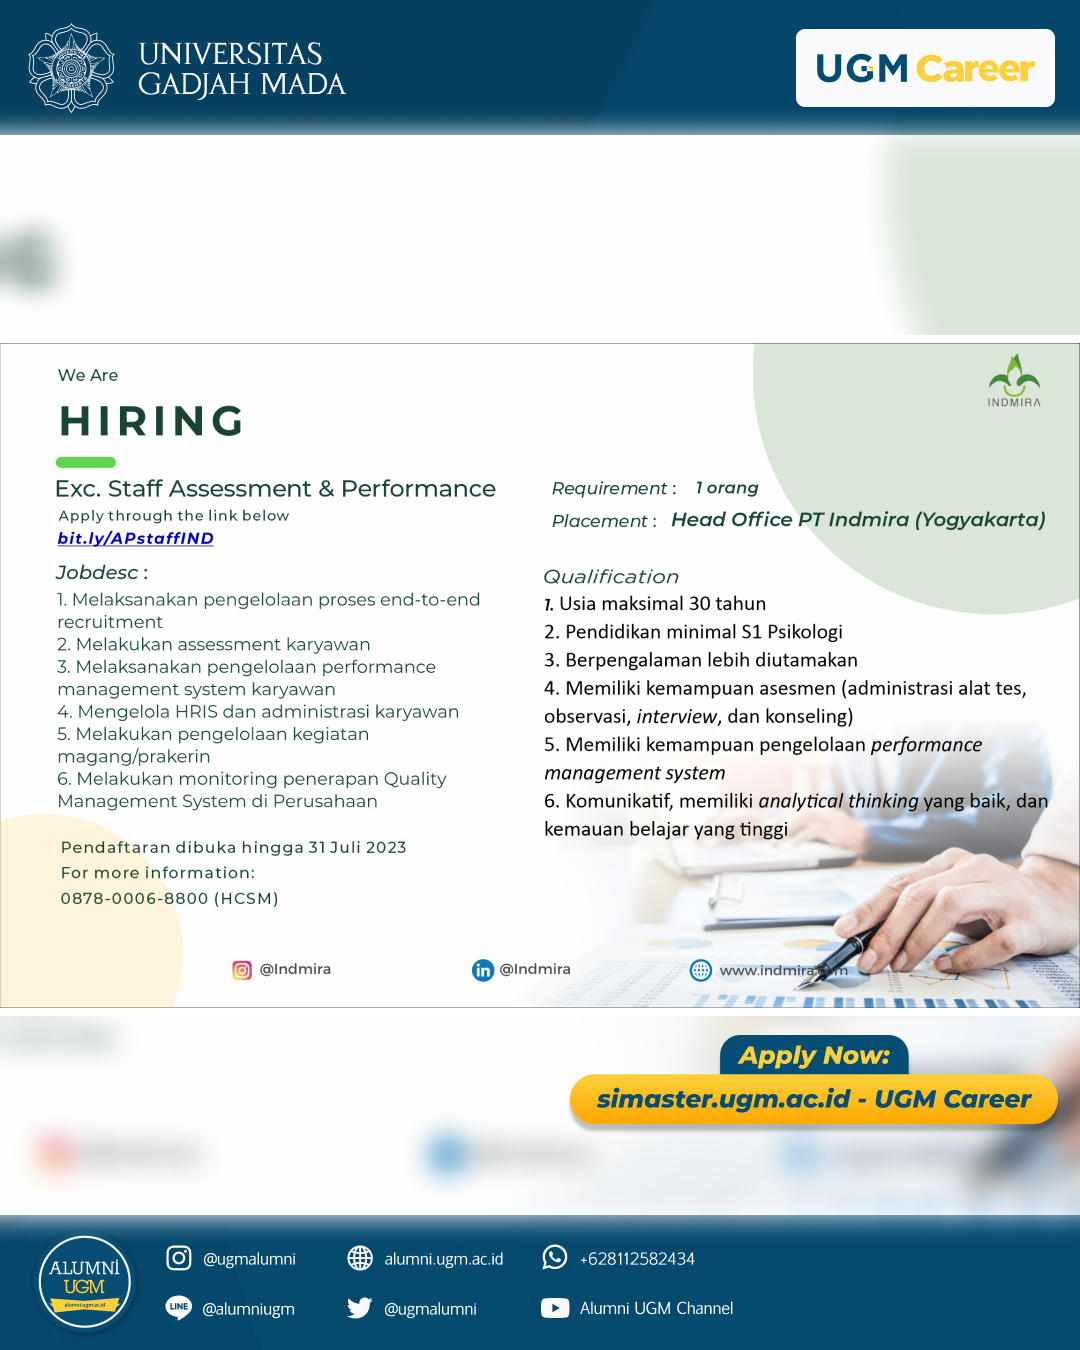 UNIVERSITAS
GADJAH MADA
UGM Career
We Are
HIRING
INDMIRA
Exc. Staff Assessment & Performance
Apply through the link below
bit.ly/APstaffIND
Jobdesc :
1. Melaksanakan pengelolaan proses end-to-end
recruitment
2. Melakukan assessment karyawan
3. Melaksanakan pengelolaan performance
management system karyawan
4. Mengelola HRIS dan administrasi karyawan
5. Melakukan pengelolaan kegiatan
magang/prakerin
6. Melakukan monitoring penerapan Quality
Management System di Perusahaan
Pendaftaran dibuka hingga 31 Juli 2023
For more information:
0878-0006-8800 (HCSM)
Requirement : 1 orang
Placement : Head Office PT Indmira (Yogyakarta)
Qualification
1. Usia maksimal 30 tahun
2. Pendidikan minimal S1 Psikologi
3. Berpengalaman lebih diutamakan
4. Memiliki kemampuan asesmen (administrasi alat tes,
observasi, interview, dan konseling)
5. Memiliki kemampuan pengelolaan performance
management system
6. Komunikatif, memiliki analytical thinking yang baik, dan
kemauan belajar yang tinggi
@Indmira
@Indmira
www.indmira.com
Apply Now:
simaster.ugm.ac.id - UGM Career
ALUMNI
UGM
alumni.ugm.ac.id
@ugmalumni
alumni.ugm.ac.id
+628112582434
LINE
@alumniugm
@ugmalumni
Alumni UGM Channel